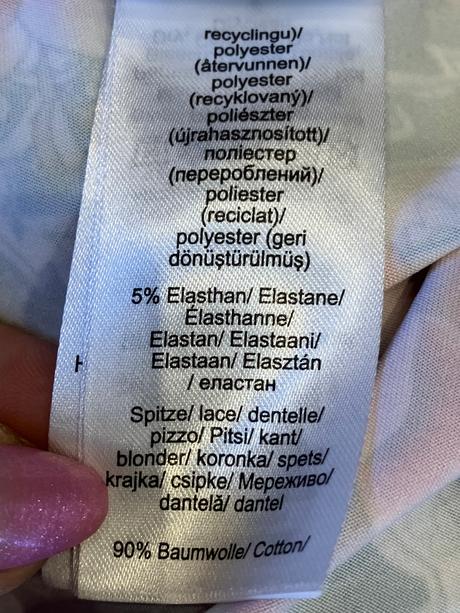 recyclingu)/
polyester
(återvunnen)/
polyester
(recyklovaný)/
poliészter
(újrahasznosított)/
поліестер
(перероблений)/
poliester
(reciclat)/
polyester (geri
dönüştürülmüş)
5% Elasthan/ Elastane/
Élasthanne/
Elastan/ Elastaani/
Elastaan/ Elasztán
/ еластан
Spitze/ lace/ dentelle/
pizzo/ Pitsi/ kant/
blonder/ koronka/ spets/
krajka/ csipke/ Мереживо/
dantelă/ dantel
90% Baumwolle/ Cotton/